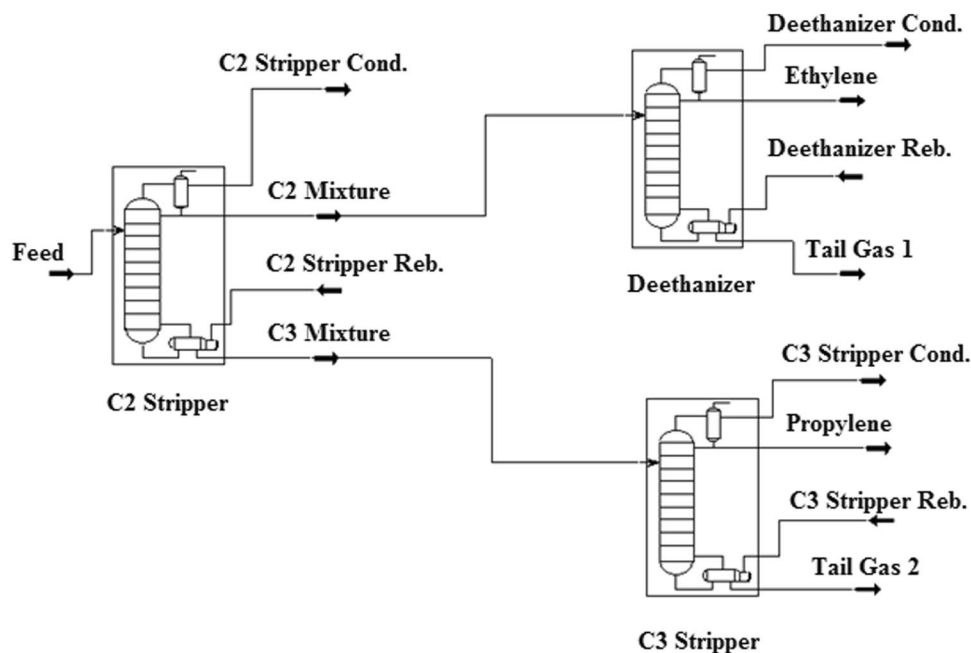 Deethanizer Cond.
C2 Stripper Cond.
Ethylene
Deethanizer Reb.
C2 Mixture
Feed
C2 Stripper Reb.
Tail Gas 1
Deethanizer
C3 Mixture
C3 Stripper Cond.
C2 Stripper
Propylene
C3 Stripper Reb.
Tail Gas 2
C3 Stripper